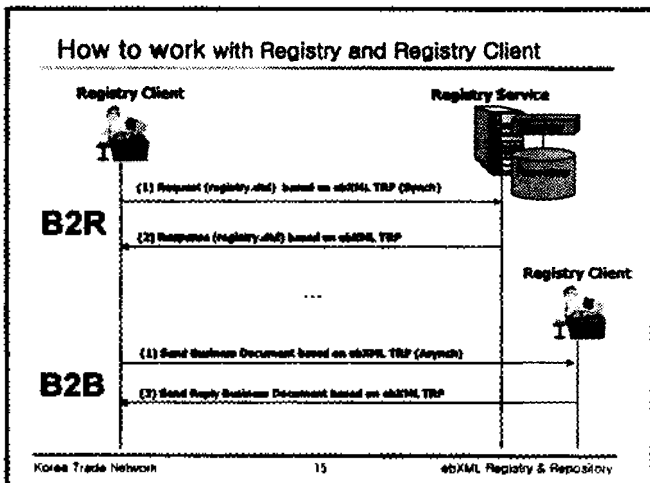 How to work with Registry and Registry Client
Registry Client
Registry Service
(1) Request (registry.dtd) based on ebXML TRP (Synch)
B2R
(2) Response (registry.dtd) based on ebXML TRP
Registry Client
...
(1) Send Business Document based on ebXML TRP (Asynch)
B2B
(2) Send Reply Business Document based on ebXML TRP
Korea Trade Network
15
ebXML Registry & Repository